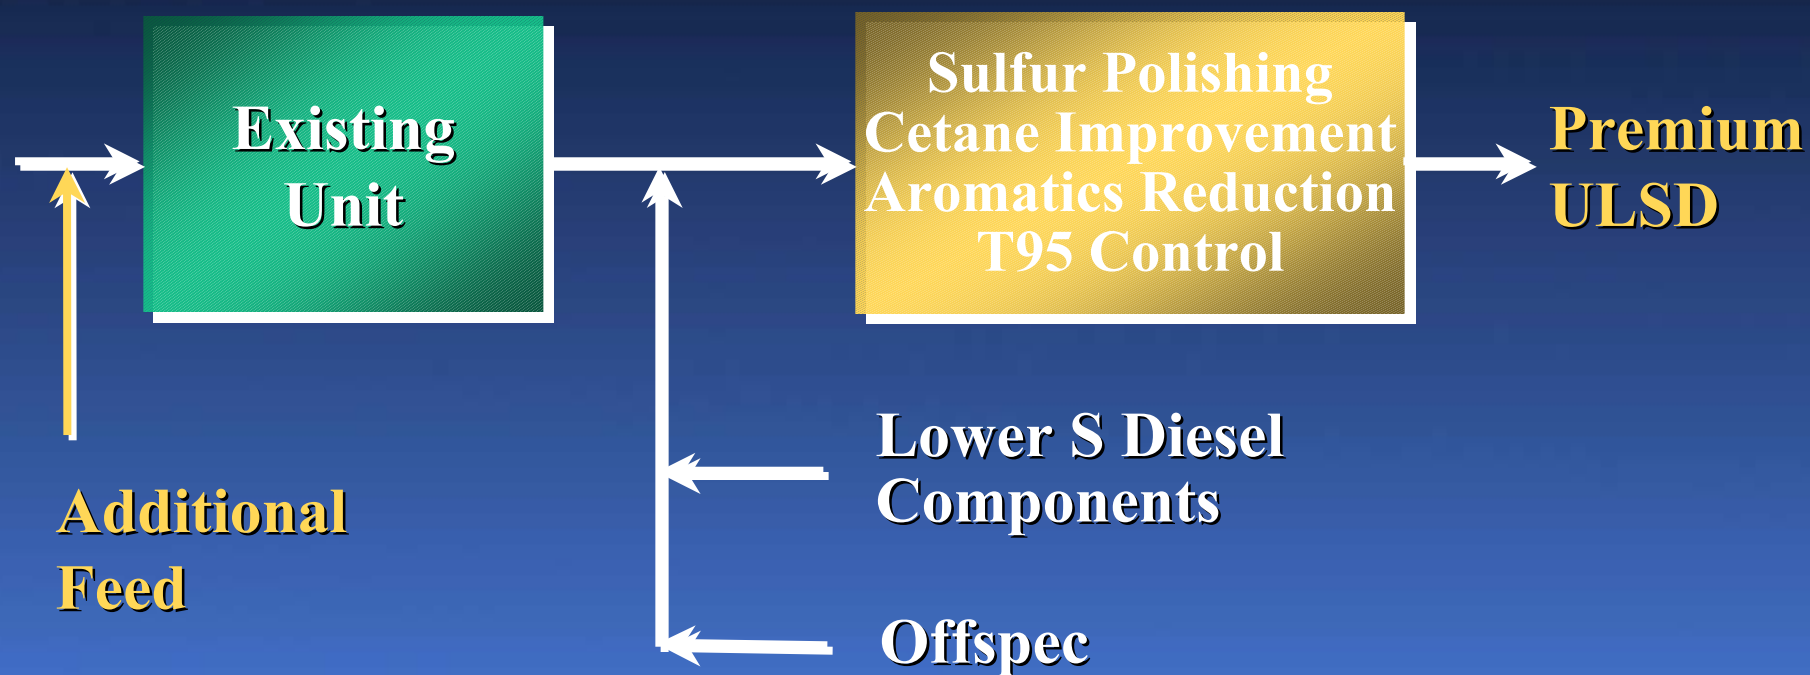 Existing
Unit
Sulfur Polishing
Cetane Improvement
Aromatics Reduction
T95 Control
Premium
ULSD
Additional
Feed
Lower S Diesel
Components
Offspec